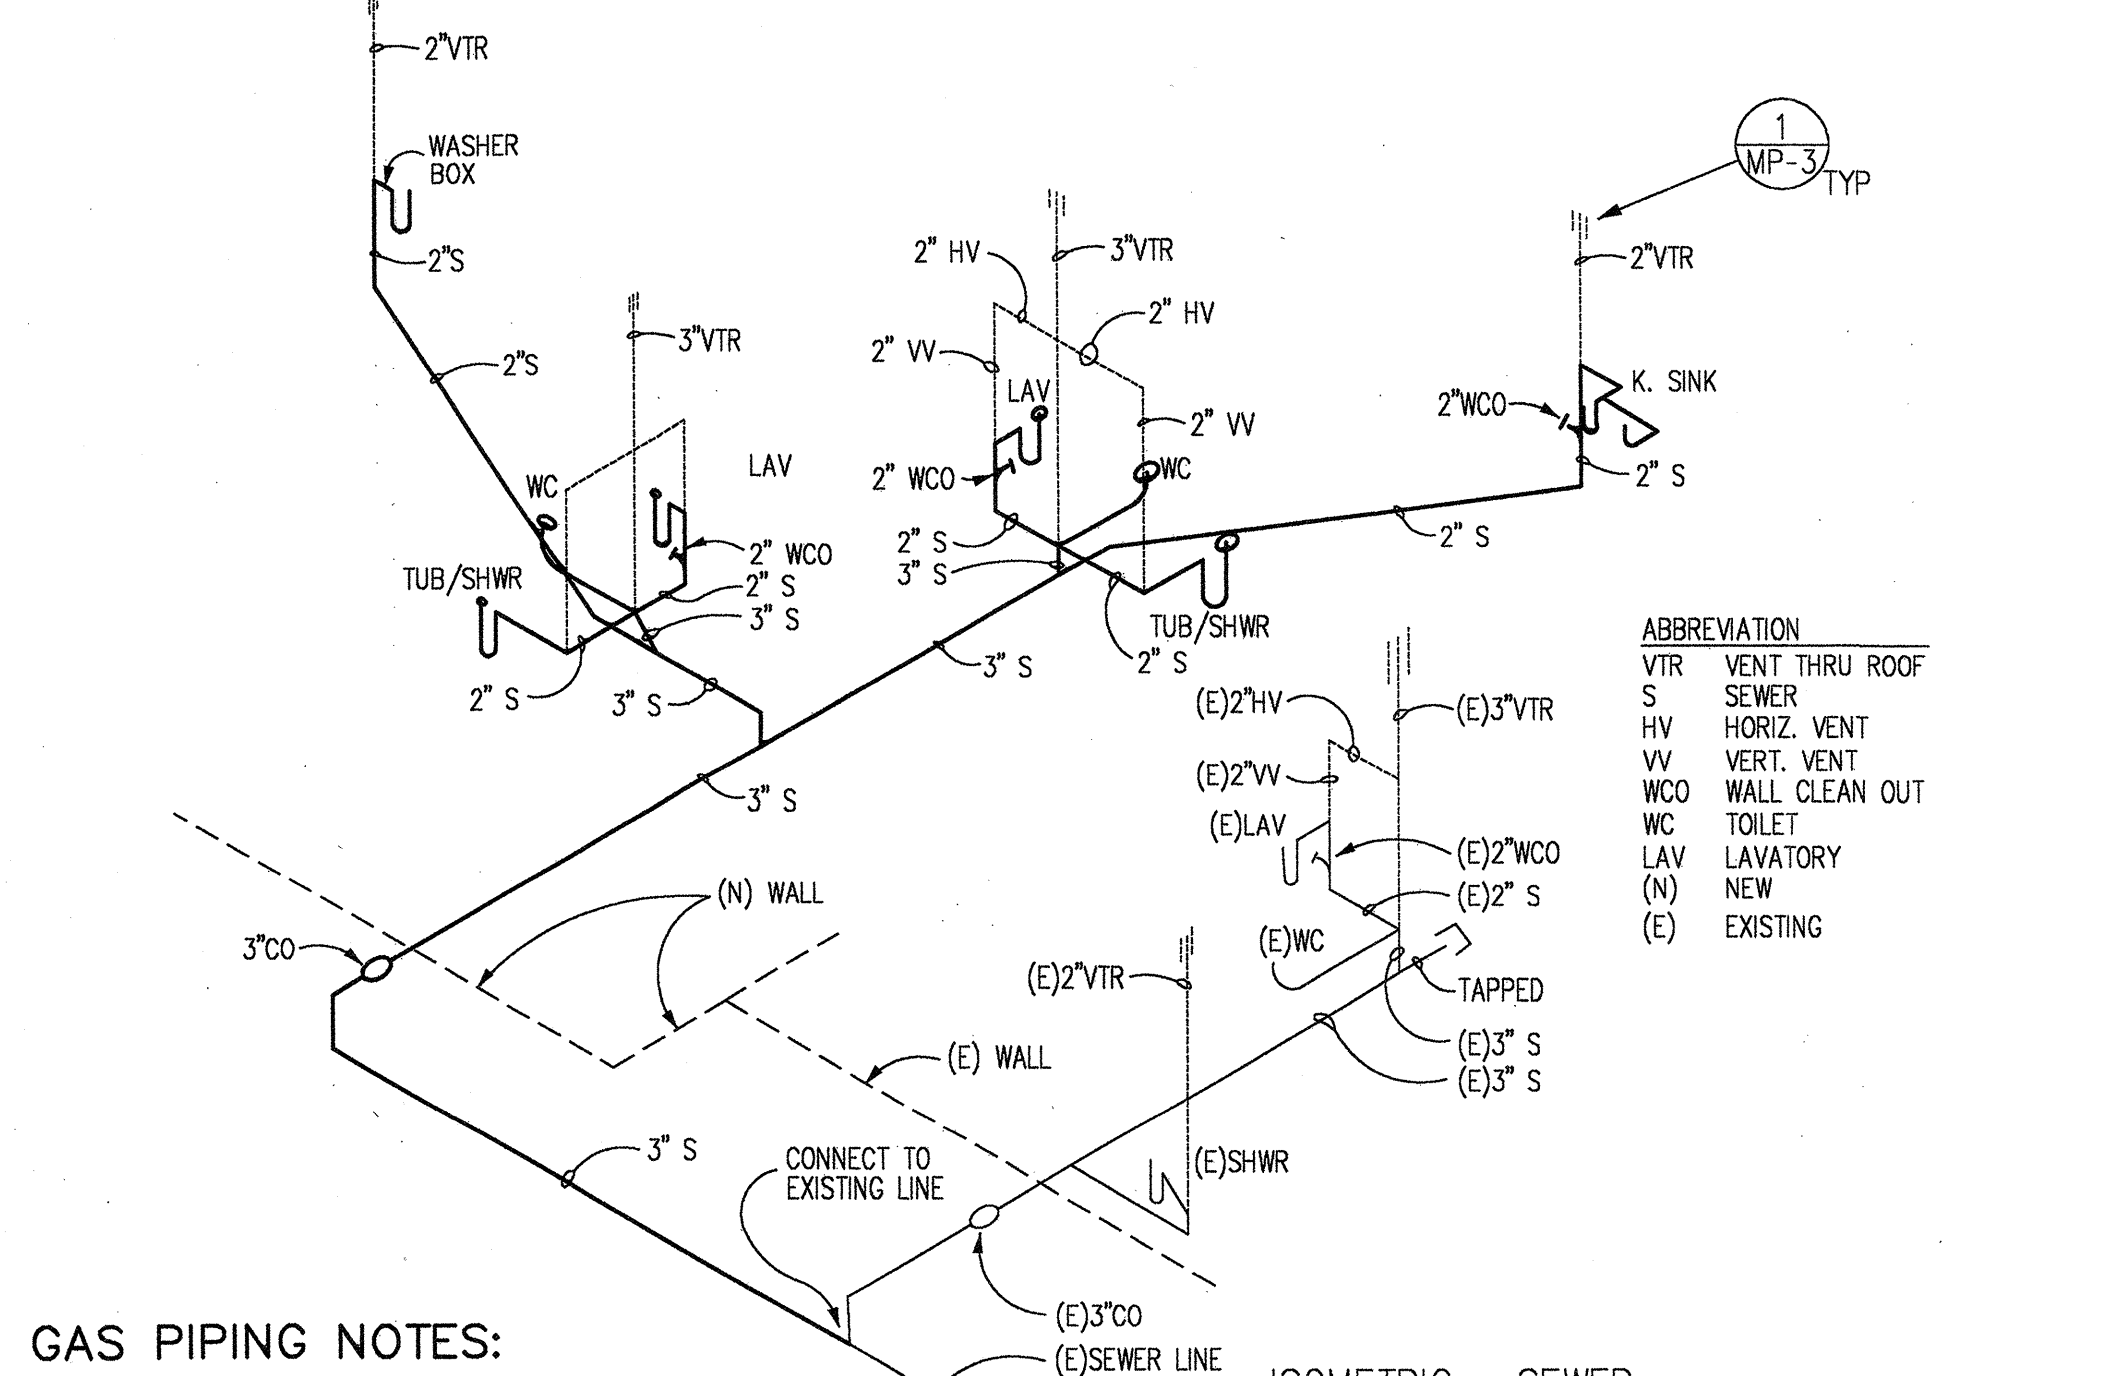 2"VTR
WASHER
BOX
2"S
1
MP-3
TYP
2" HV
3"VTR
2"VTR
2" HV
3"VTR
2" VV
2"S
LAV
K. SINK
2"WCO
2" VV
LAV
WC
2" WCO
WC
2" S
2" S
2" S
2" WCO
3" S
TUB/SHWR
2" S
3" S
TUB/SHWR
2" S
3" S
2" S
3" S
ABBREVIATION
VTR VENT THRU ROOF
S SEWER
HV HORIZ. VENT
VV VERT. VENT
WCO WALL CLEAN OUT
WC TOILET
LAV LAVATORY
(N) NEW
(E) EXISTING
(E)2"HV
(E)3"VTR
(E)2"VV
3" S
(E)LAV
(E)2"WCO
(N) WALL
(E)2" S
3"CO
(E)WC
(E)2"VTR
TAPPED
(E)3" S
(E) WALL
(E)3" S
3" S
CONNECT TO
EXISTING LINE
(E)SHWR
(E)3"CO
GAS PIPING NOTES:
(E)SEWER LINE
ISOMETRIC - SEWER